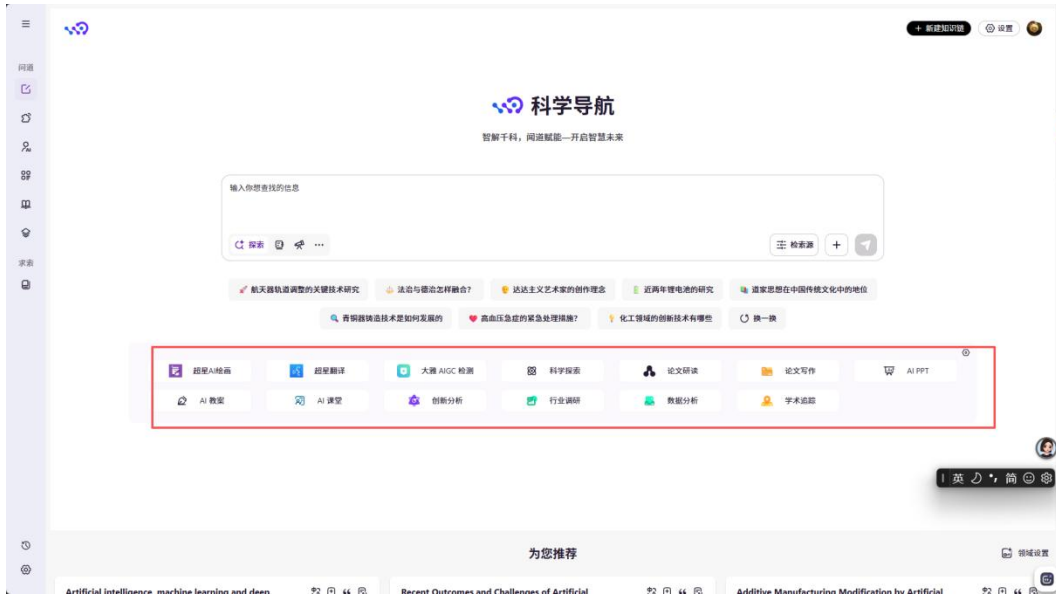 + 新建知识链 设置
问道
科学导航
智解千科，闻道赋能—开启智慧未来
输入你想查找的信息
探索 检索源
求索
航天器轨道调整的关键技术研究 法治与德治怎样融合? 达达主义艺术家的创作理念 近两年锂电池的研究 道家思想在中国传统文化中的地位
青铜器铸造技术是如何发展的 高血压急症的紧急处理措施? 化工领域的创新技术有哪些 换一换
超星AI绘画 超星翻译 大雅 AIGC 检测 科学探索 论文研读 论文写作 AI PPT
AI 教案 AI 课堂 创新分析 行业调研 数据分析 学术追踪
英 简
为您推荐 领域设置
Artificial intelligence, machine learning and deep Recent Outcomes and Challenges of Artificial Additive Manufacturing Modification by Artificial